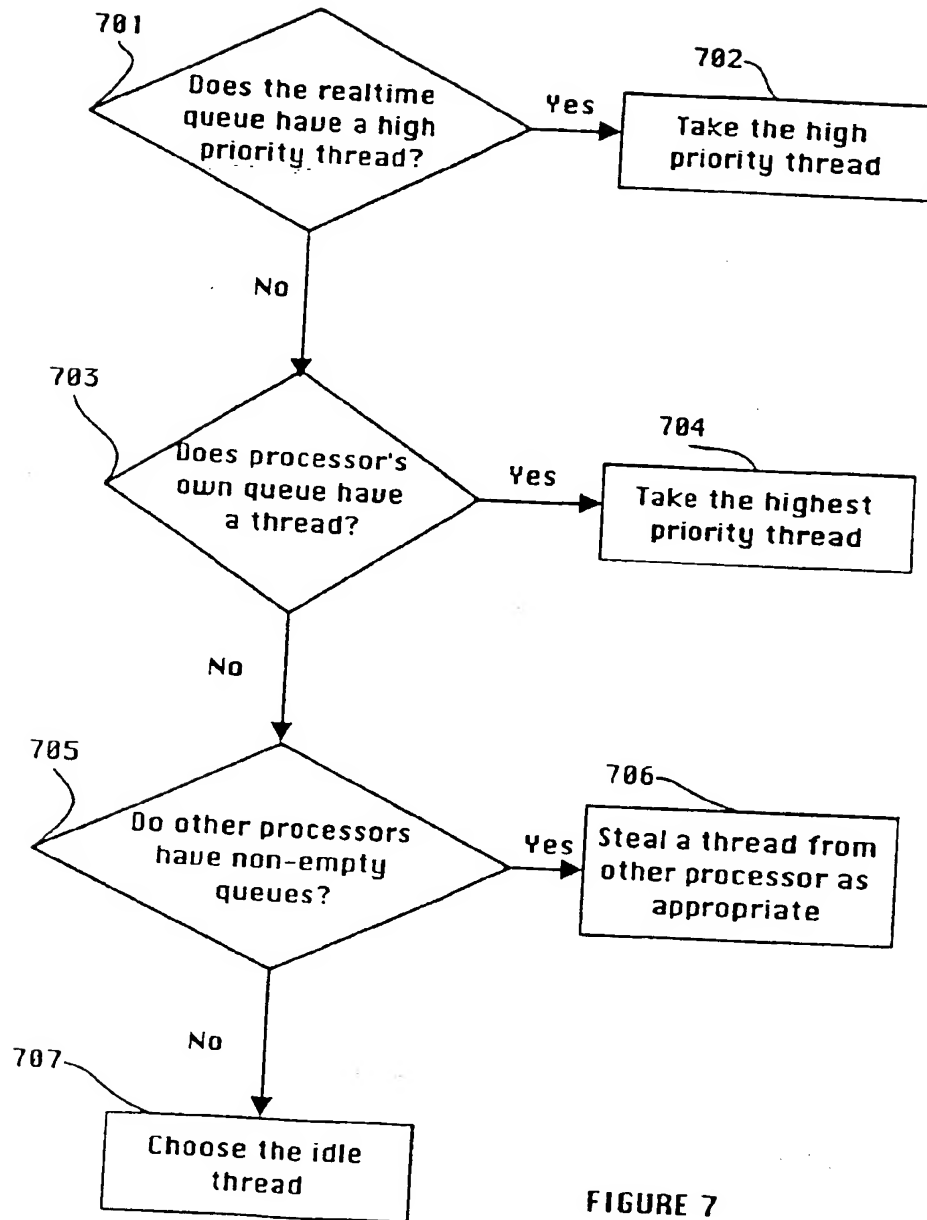 701
Does the realtime
queue have a high
priority thread?
Yes
702
Take the high
priority thread
No
703
Does processor's
own queue have
a thread?
Yes
704
Take the highest
priority thread
No
705
Do other processors
have non-empty
queues?
Yes
706
Steal a thread from
other processor as
appropriate
No
707
Choose the idle
thread
FIGURE 7